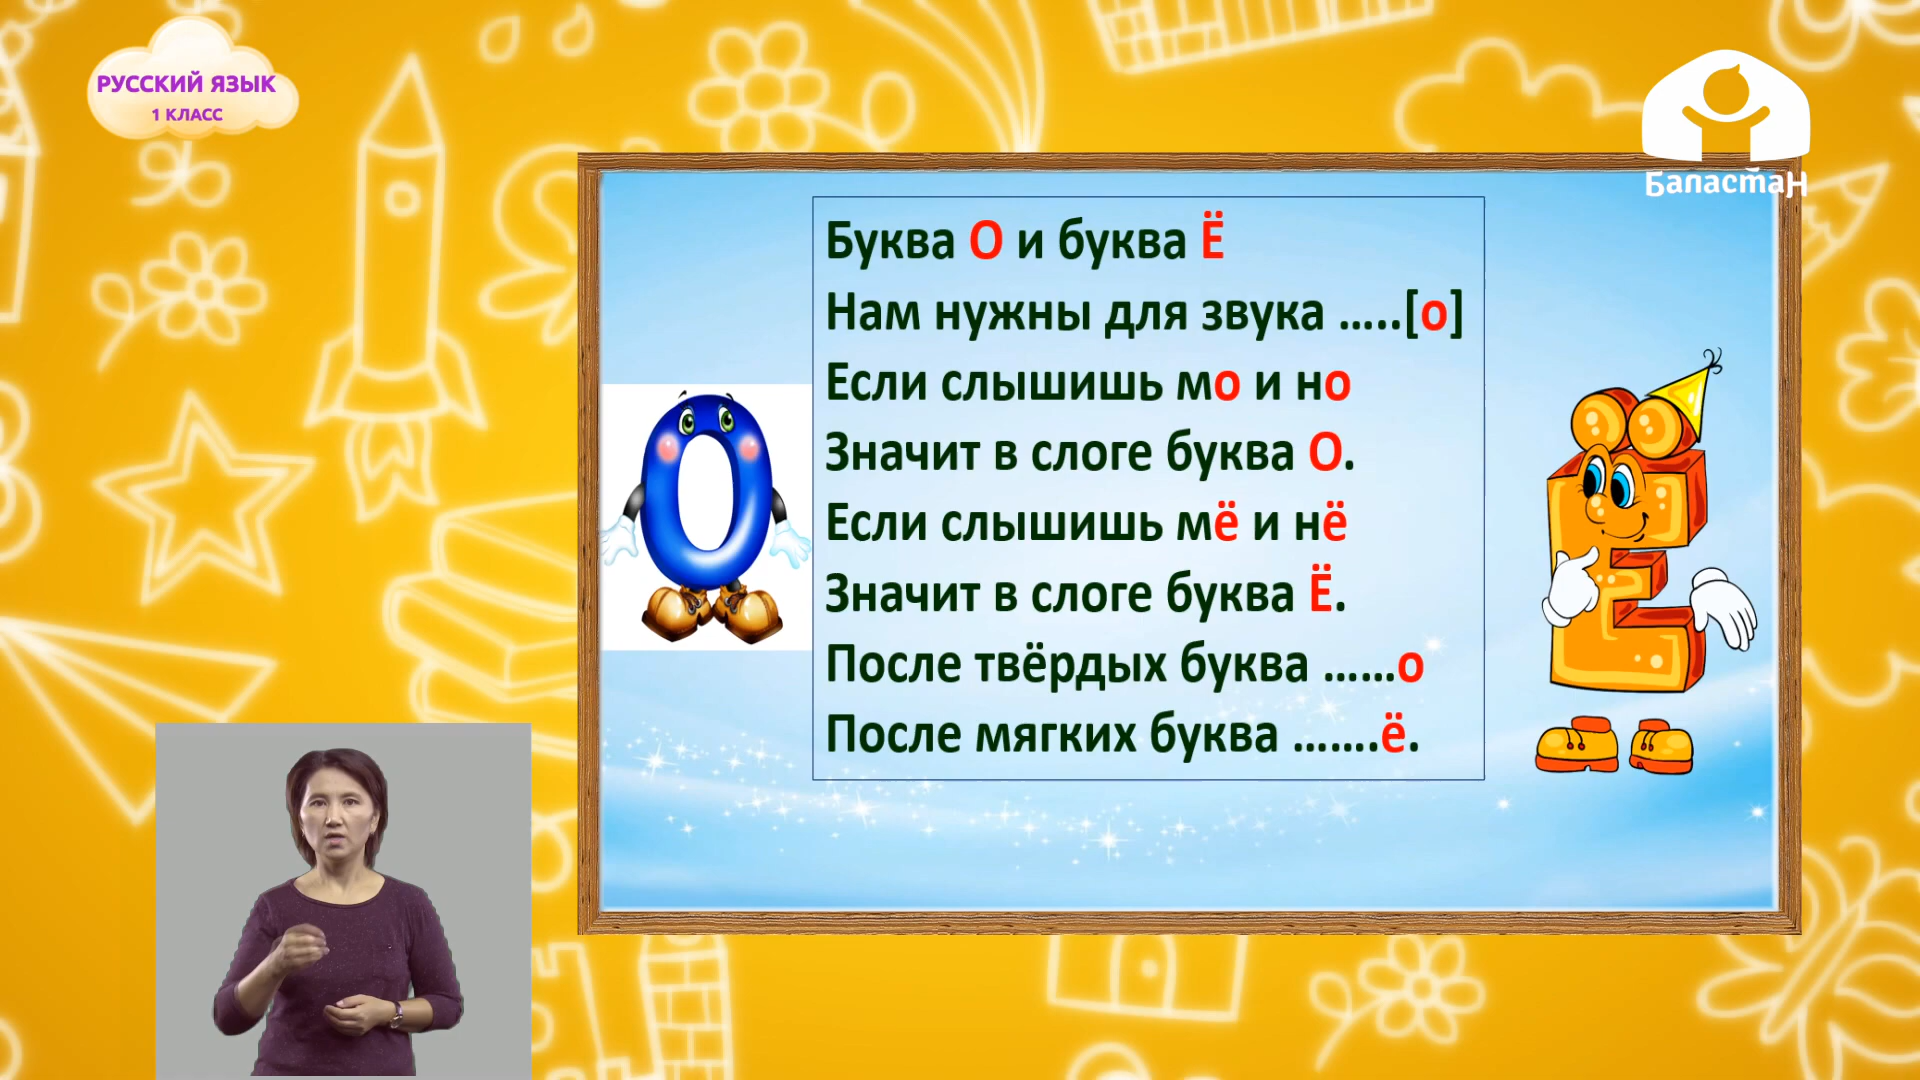 РУССКИЙ ЯЗЫК
1 КЛАСС
Баластан
Буква О и буква Ё
Нам нужны для звука …..[о]
Если слышишь мо и но
Значит в слоге буква О.
Если слышишь мё и нё
Значит в слоге буква Ё.
После твёрдых буква ……о
После мягких буква …….ё.